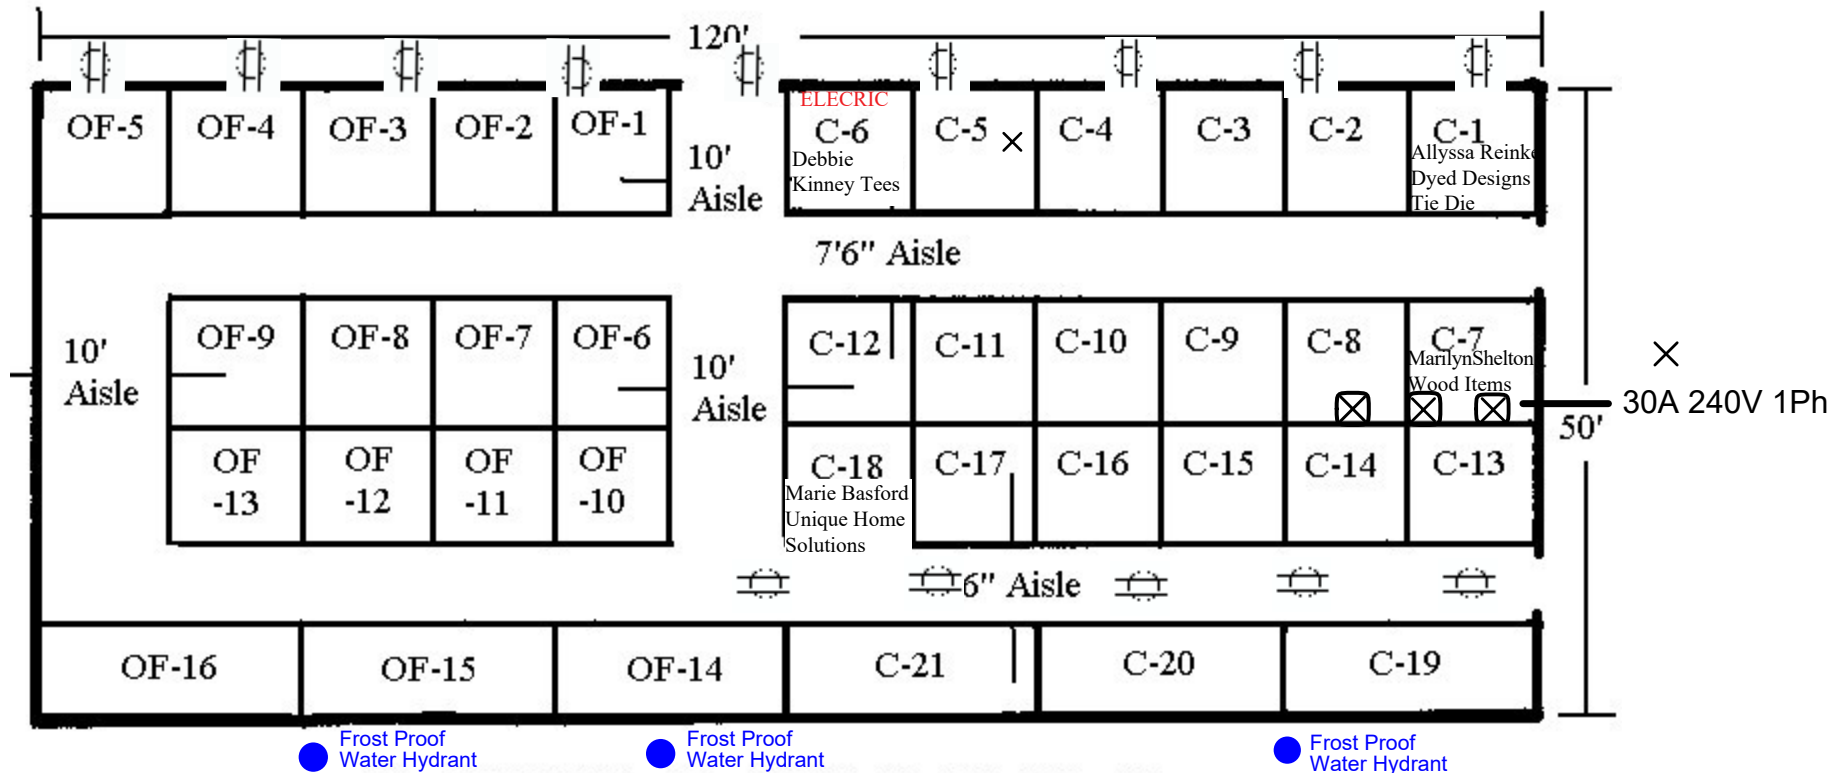 120'
OF-5
OF-4
OF-3
OF-2
OF-1
10'
Aisle
ELECRIC
C-6
Debbie
Kinney Tees
C-5
C-4
C-3
C-2
C-1
Allyssa Reinke
Dyed Designs
Tie Die
7'6" Aisle
10'
Aisle
OF-9
OF-8
OF-7
OF-6
10'
Aisle
C-12
C-11
C-10
C-9
C-8
C-7
MarilynShelton
Wood Items
30A 240V 1Ph
50'
OF
-13
OF
-12
OF
-11
OF
-10
C-18
Marie Basford
Unique Home
Solutions
C-17
C-16
C-15
C-14
C-13
6" Aisle
OF-16
OF-15
OF-14
C-21
C-20
C-19
Frost Proof
Water Hydrant
Frost Proof
Water Hydrant
Frost Proof
Water Hydrant